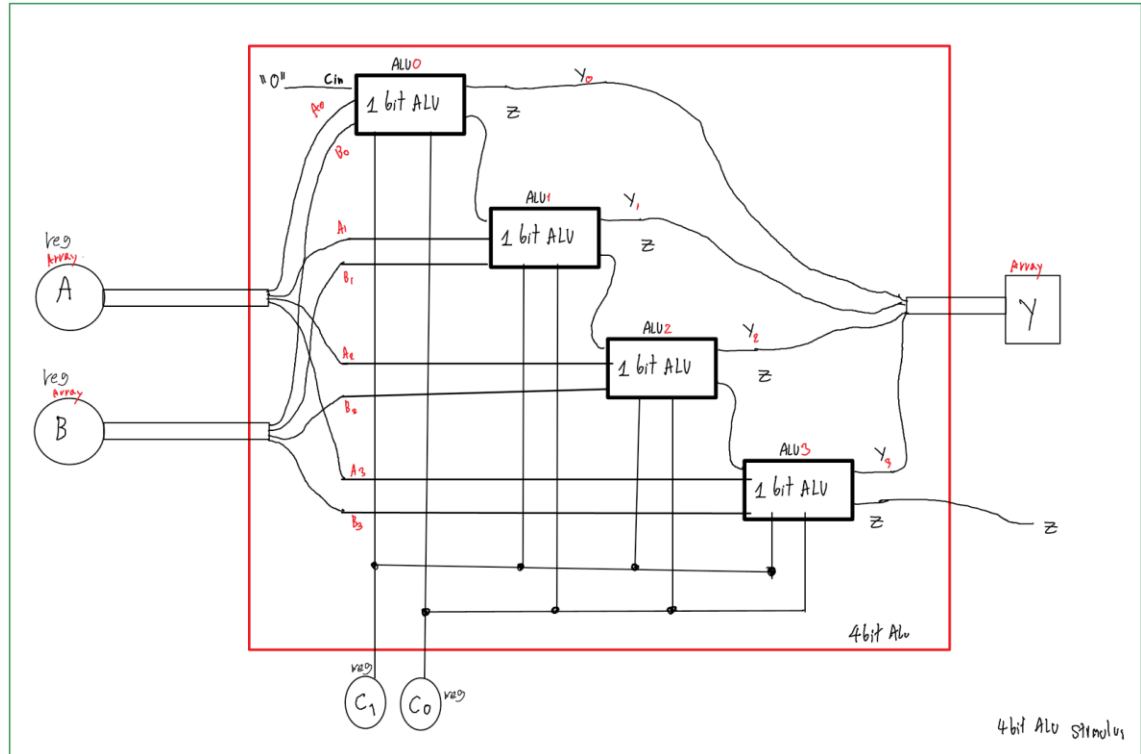 ALU0
"0" Cin
1 bit ALU
Y0
Z
A0
B0
ALU1
1 bit ALU
Y1
Z
A1
B1
reg
Array
A
Array
Y
ALU2
1 bit ALU
Y2
Z
A2
B2
reg
Array
B
ALU3
1 bit ALU
Y3
Z
Z
A3
B3
4bit Alu
reg
C1
C0
reg
4bit Alu stimulus